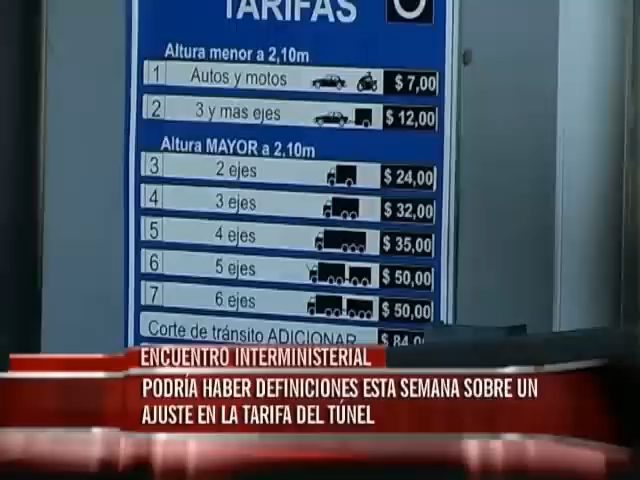 TARIFAS
Altura menor a 2,10m
1 Autos y motos $ 7,00
2 3 y mas ejes $ 12,00
Altura MAYOR a 2,10m
3 2 ejes $ 24,00
4 3 ejes $ 32,00
5 4 ejes $ 35,00
6 5 ejes $ 50,00
7 6 ejes $ 50,00
Corte de tránsito ADICIONAR $ 84,00
ENCUENTRO INTERMINISTERIAL
PODRÍA HABER DEFINICIONES ESTA SEMANA SOBRE UN
AJUSTE EN LA TARIFA DEL TÚNEL